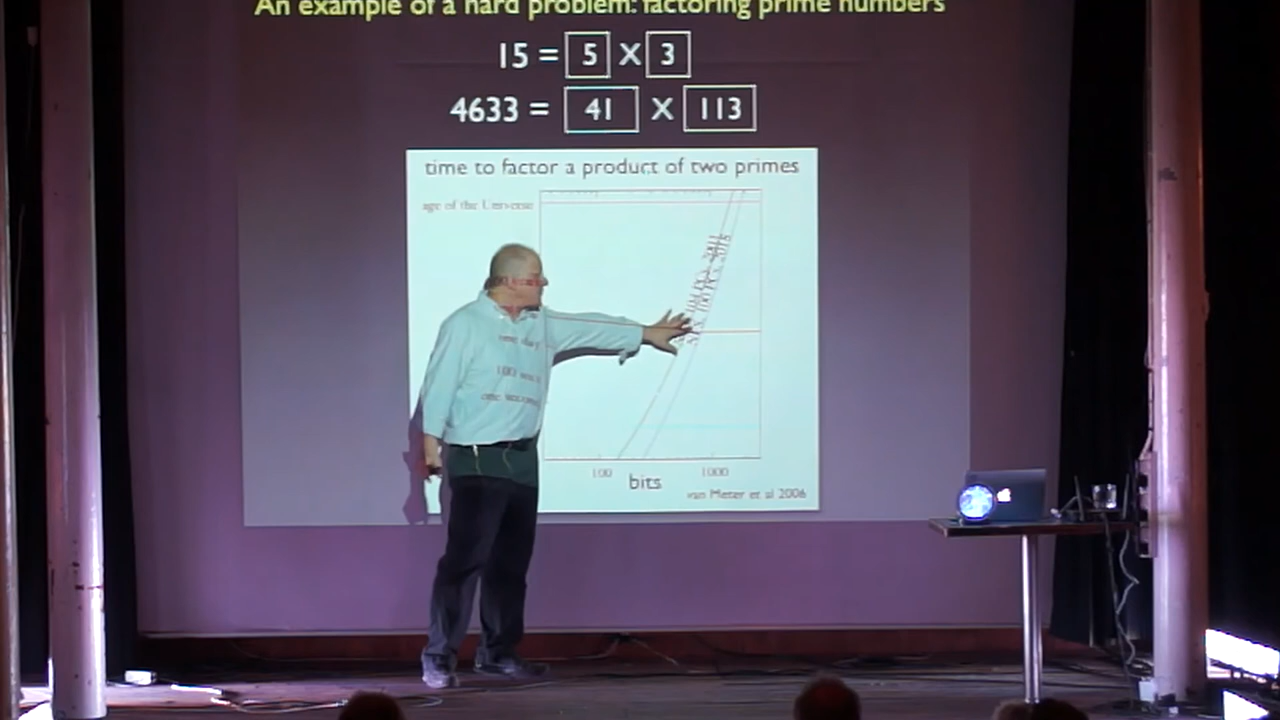 An example of a hard problem: factoring prime numbers
15 = 5 X 3
4633 = 41 X 113
time to factor a product of two primes
age of the Universe
one day
100
one second
100
1000
bits
van Meter et al 2006